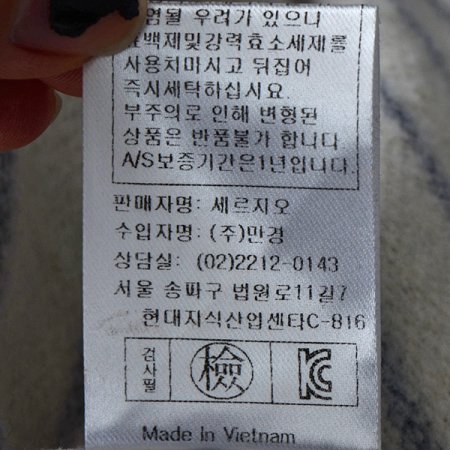 염될 우려가 있으니
표백제및강력효소세제를
사용치마시고 뒤집어
즉시세탁하십시요.
부주의로 인해 변형된
상품은 반품불가 합니다.
A/S보증기간은1년입니다.
판매자명: 세르지오
수입자명: (주)만경
상담실: (02)2212-0143
서울 송파구 법원로11길7
현대지식산업센타C-816
검사필 檢 KC
Made in Vietnam